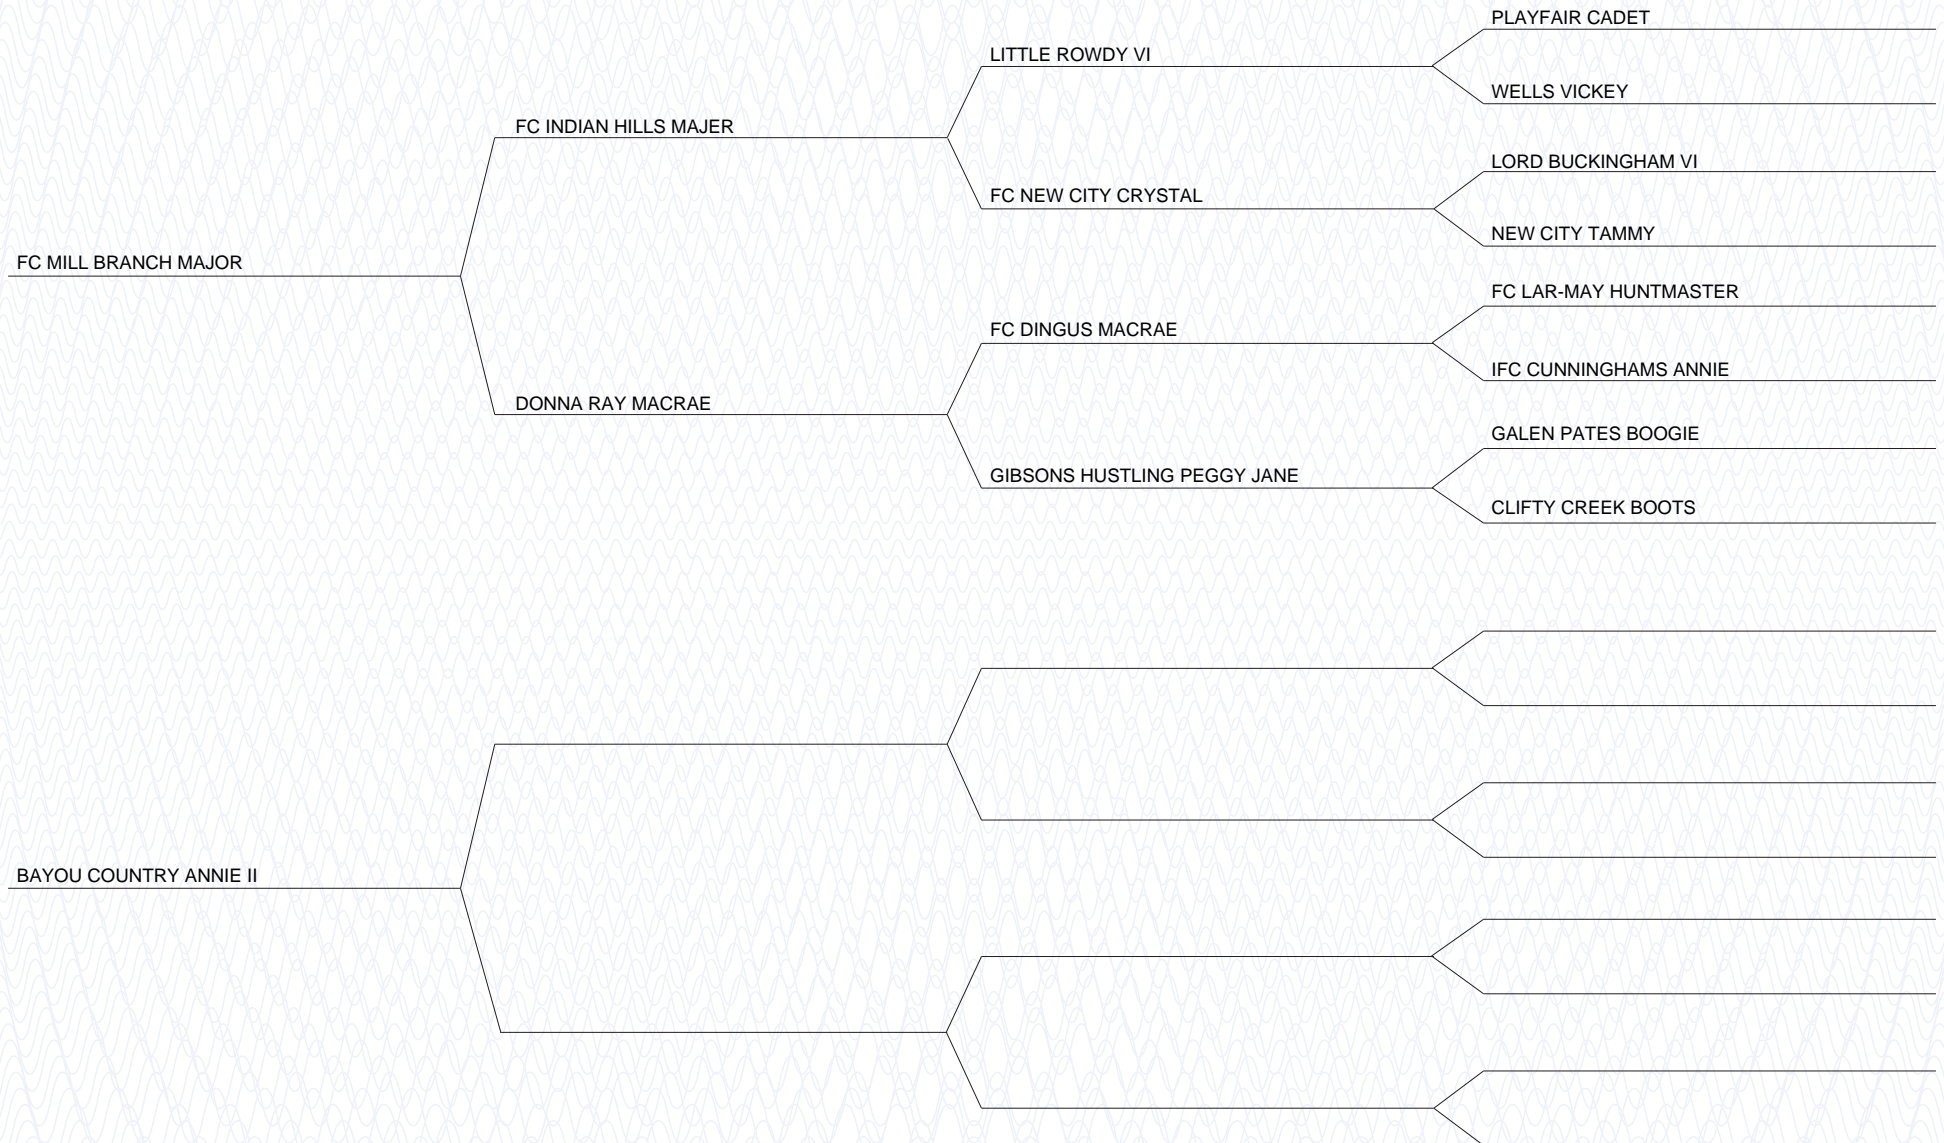 PLAYFAIR CADET
LITTLE ROWDY VI
WELLS VICKEY
FC INDIAN HILLS MAJER
LORD BUCKINGHAM VI
FC NEW CITY CRYSTAL
NEW CITY TAMMY
FC MILL BRANCH MAJOR
FC LAR-MAY HUNTMASTER
FC DINGUS MACRAE
IFC CUNNINGHAMS ANNIE
DONNA RAY MACRAE
GALEN PATES BOOGIE
GIBSONS HUSTLING PEGGY JANE
CLIFTY CREEK BOOTS
BAYOU COUNTRY ANNIE II